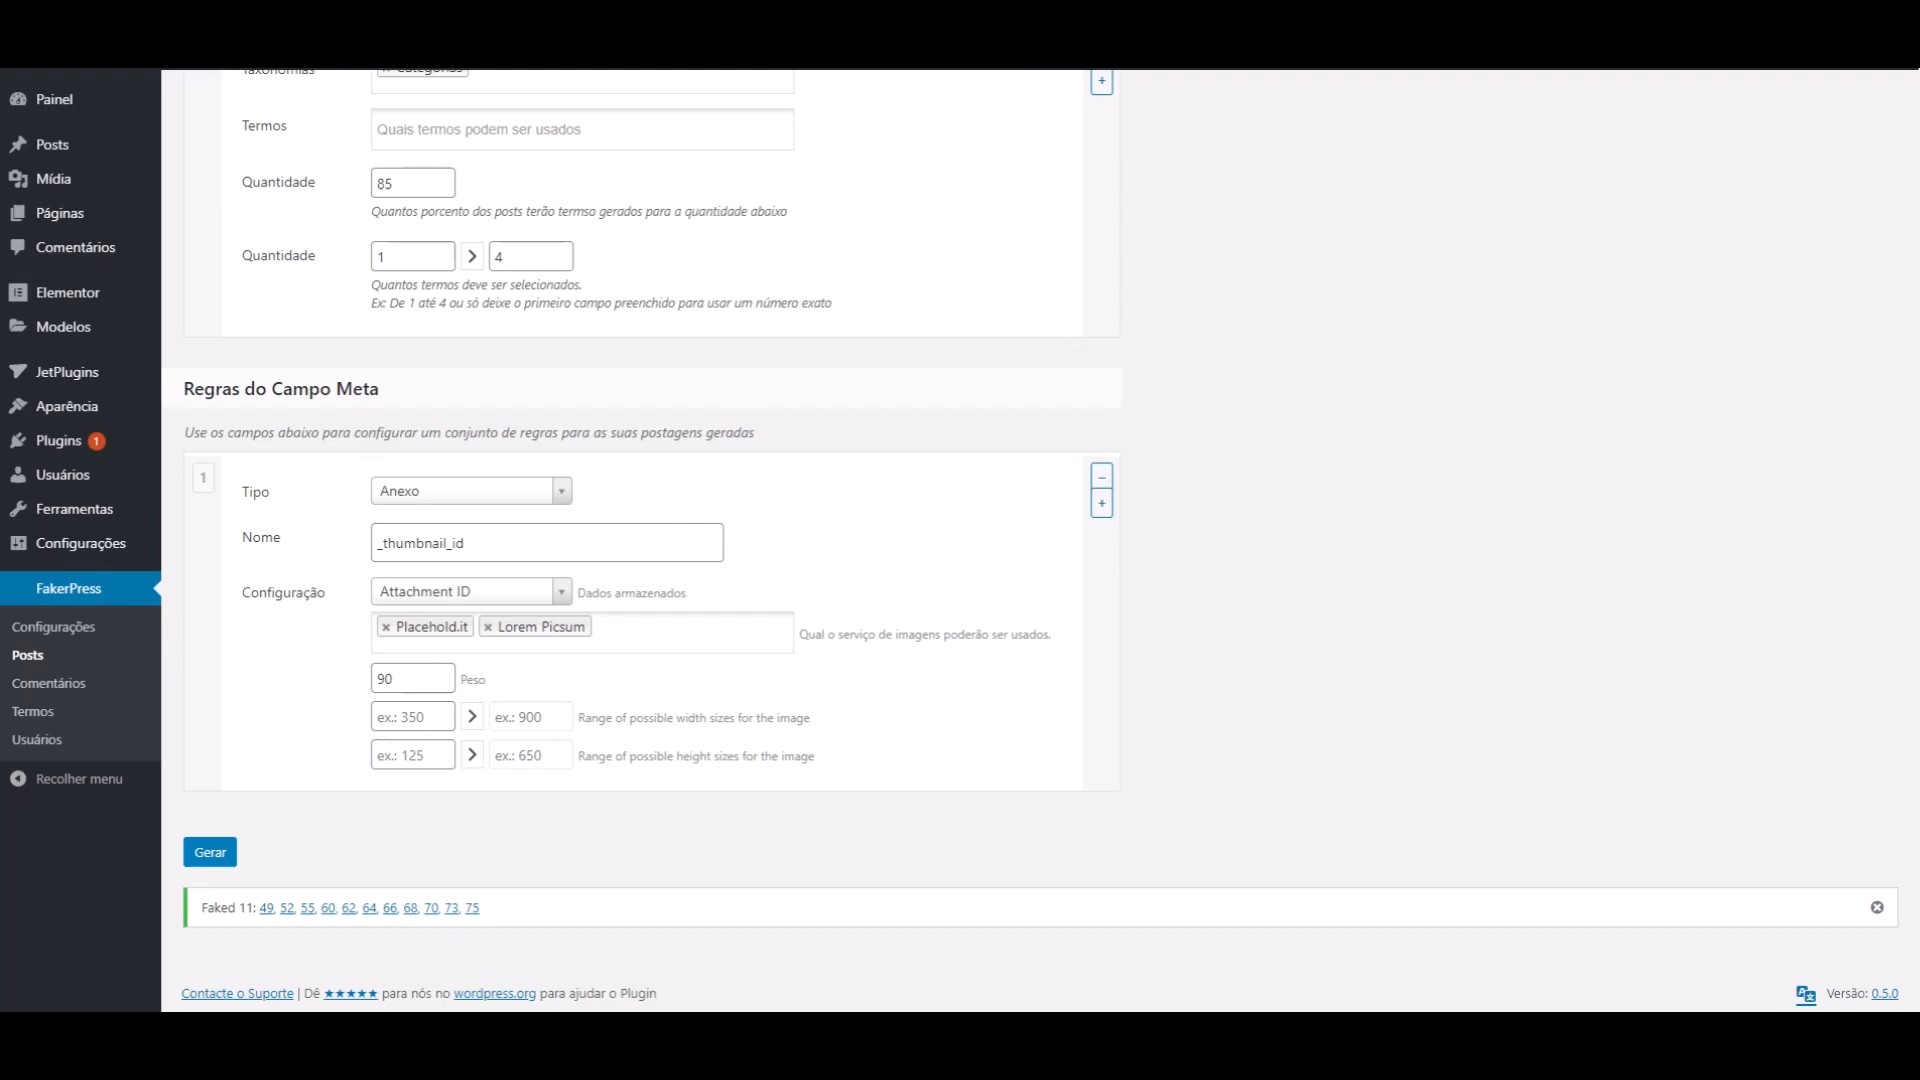 Painel
Posts
Mídia
Páginas
Comentários
Elementor
Modelos
JetPlugins
Aparência
Plugins 1
Usuários
Ferramentas
Configurações
FakerPress
Configurações
Posts
Comentários
Termos
Usuários
Recolher menu
Taxonomias × Categorias
+
Termos Quais termos podem ser usados
Quantidade 85
Quantos porcento dos posts terão termso gerados para a quantidade abaixo
Quantidade 1 > 4
Quantos termos deve ser selecionados.
Ex: De 1 até 4 ou só deixe o primeiro campo preenchido para usar um número exato
Regras do Campo Meta
Use os campos abaixo para configurar um conjunto de regras para as suas postagens geradas
1
Tipo Anexo
−
+
Nome _thumbnail_id
Configuração Attachment ID Dados armazenados
× Placehold.it × Lorem Picsum Qual o serviço de imagens poderão ser usados.
90 Peso
ex.: 350 > ex.: 900 Range of possible width sizes for the image
ex.: 125 > ex.: 650 Range of possible height sizes for the image
Gerar
Faked 11: 49, 52, 55, 60, 62, 64, 66, 68, 70, 73, 75
Contacte o Suporte | Dê ★★★★★ para nós no wordpress.org para ajudar o Plugin
Versão: 0.5.0